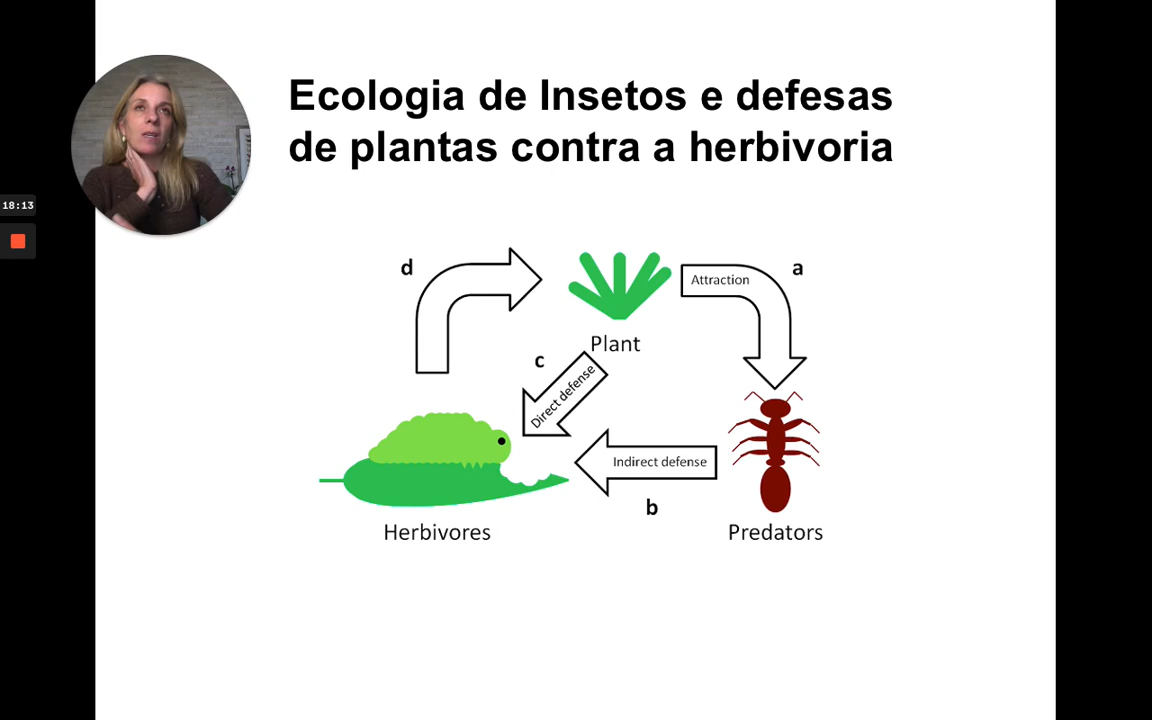 Ecologia de Insetos e defesas
de plantas contra a herbivoria
18:13
d
Attraction
a
Plant
c
Direct defense
Indirect defense
b
Herbivores
Predators